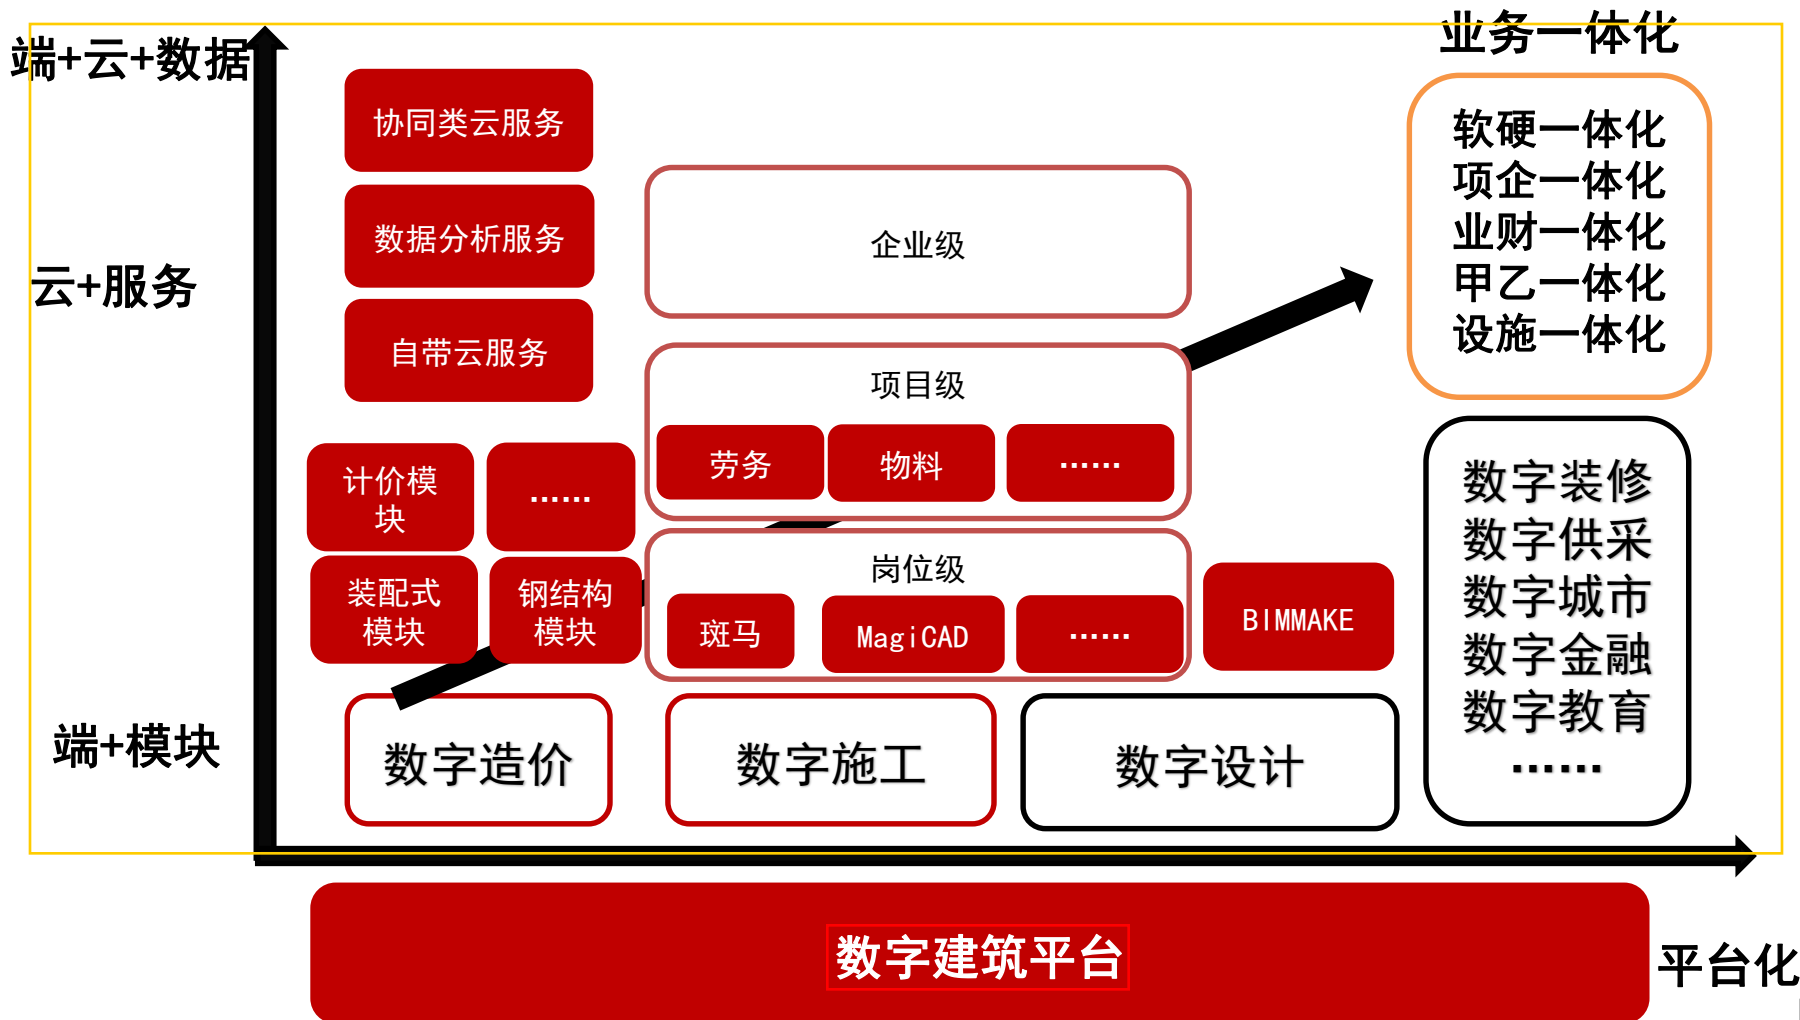 端+云+数据
云+服务
端+模块
协同类云服务
数据分析服务
自带云服务
计价模
块
……
装配式
模块
钢结构
模块
企业级
项目级
劳务
物料
……
岗位级
斑马
MagiCAD
……
BIMMAKE
数字造价
数字施工
数字设计
业务一体化
软硬一体化
项企一体化
业财一体化
甲乙一体化
设施一体化
数字装修
数字供采
数字城市
数字金融
数字教育
……
数字建筑平台
平台化